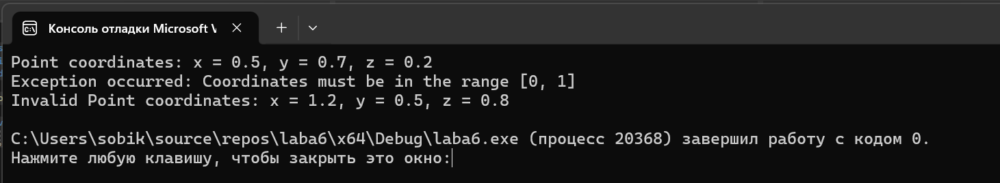 Консоль отладки Microsoft V
Point coordinates: x = 0.5, y = 0.7, z = 0.2
Exception occurred: Coordinates must be in the range [0, 1]
Invalid Point coordinates: x = 1.2, y = 0.5, z = 0.8
C:\Users\sobik\source\repos\laba6\x64\Debug\laba6.exe (процесс 20368) завершил работу с кодом 0.
Нажмите любую клавишу, чтобы закрыть это окно: